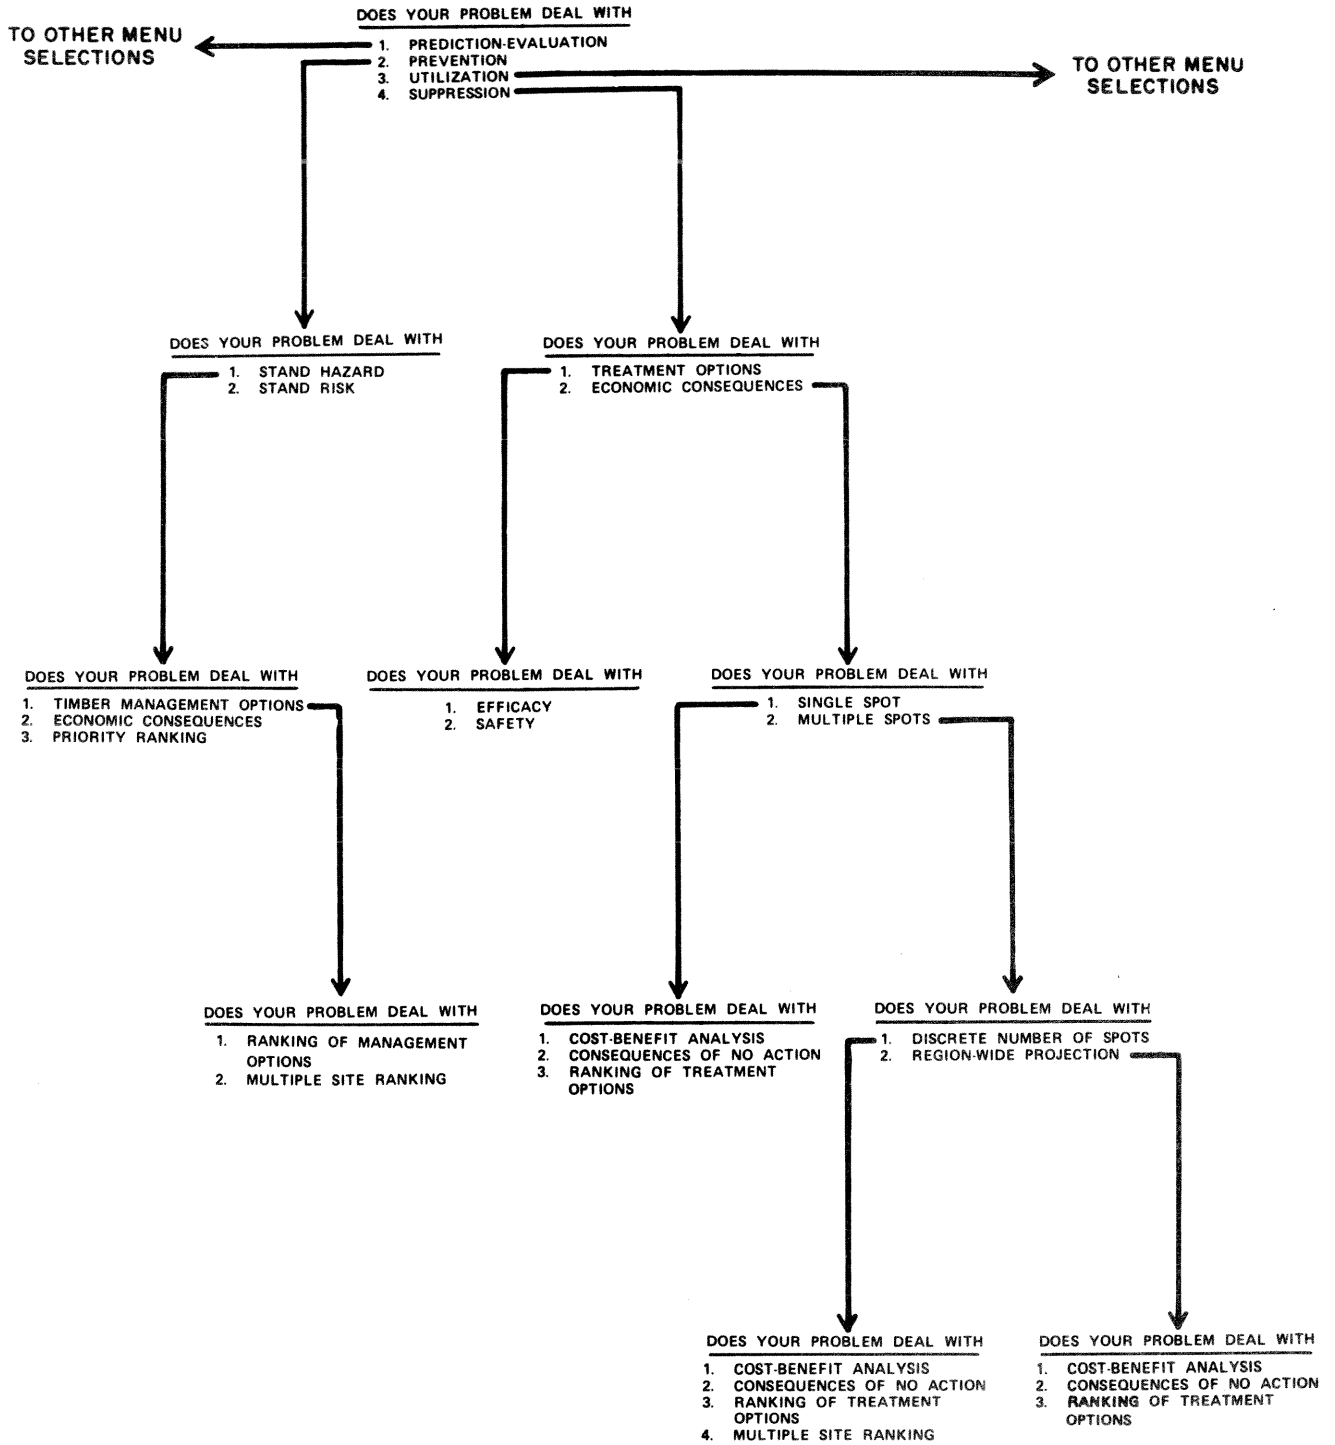 DOES YOUR PROBLEM DEAL WITH
TO OTHER MENU
SELECTIONS
1. PREDICTION-EVALUATION
2. PREVENTION
3. UTILIZATION
4. SUPPRESSION
TO OTHER MENU
SELECTIONS
DOES YOUR PROBLEM DEAL WITH
1. STAND HAZARD
2. STAND RISK
DOES YOUR PROBLEM DEAL WITH
1. TREATMENT OPTIONS
2. ECONOMIC CONSEQUENCES
DOES YOUR PROBLEM DEAL WITH
1. TIMBER MANAGEMENT OPTIONS
2. ECONOMIC CONSEQUENCES
3. PRIORITY RANKING
DOES YOUR PROBLEM DEAL WITH
1. EFFICACY
2. SAFETY
DOES YOUR PROBLEM DEAL WITH
1. SINGLE SPOT
2. MULTIPLE SPOTS
DOES YOUR PROBLEM DEAL WITH
1. RANKING OF MANAGEMENT
OPTIONS
2. MULTIPLE SITE RANKING
DOES YOUR PROBLEM DEAL WITH
1. COST-BENEFIT ANALYSIS
2. CONSEQUENCES OF NO ACTION
3. RANKING OF TREATMENT
OPTIONS
DOES YOUR PROBLEM DEAL WITH
1. DISCRETE NUMBER OF SPOTS
2. REGION-WIDE PROJECTION
DOES YOUR PROBLEM DEAL WITH
1. COST-BENEFIT ANALYSIS
2. CONSEQUENCES OF NO ACTION
3. RANKING OF TREATMENT
OPTIONS
4. MULTIPLE SITE RANKING
DOES YOUR PROBLEM DEAL WITH
1. COST-BENEFIT ANALYSIS
2. CONSEQUENCES OF NO ACTION
3. RANKING OF TREATMENT
OPTIONS